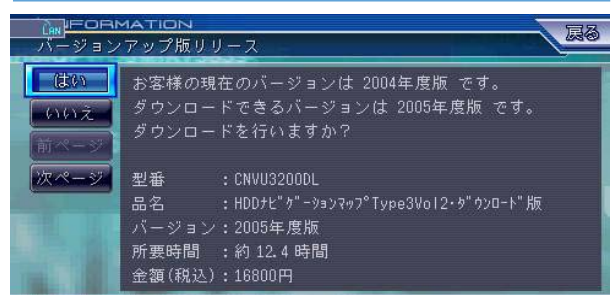 INFORMATION
LAN
戻る
バージョンアップ版リリース
はい
いいえ
前ページ
次ページ
お客様の現在のバージョンは 2004年度版 です。
ダウンロードできるバージョンは 2005年度版 です。
ダウンロードを行いますか？
型番 : CNVU3200DL
品名 : HDDﾅﾋﾞｹﾞｰｼｮﾝﾏｯﾌﾟType3Vol2･ﾀﾞｳﾝﾛｰﾄﾞ版
バージョン : 2005年度版
所要時間 : 約 12.4 時間
金額(税込) : 16800円